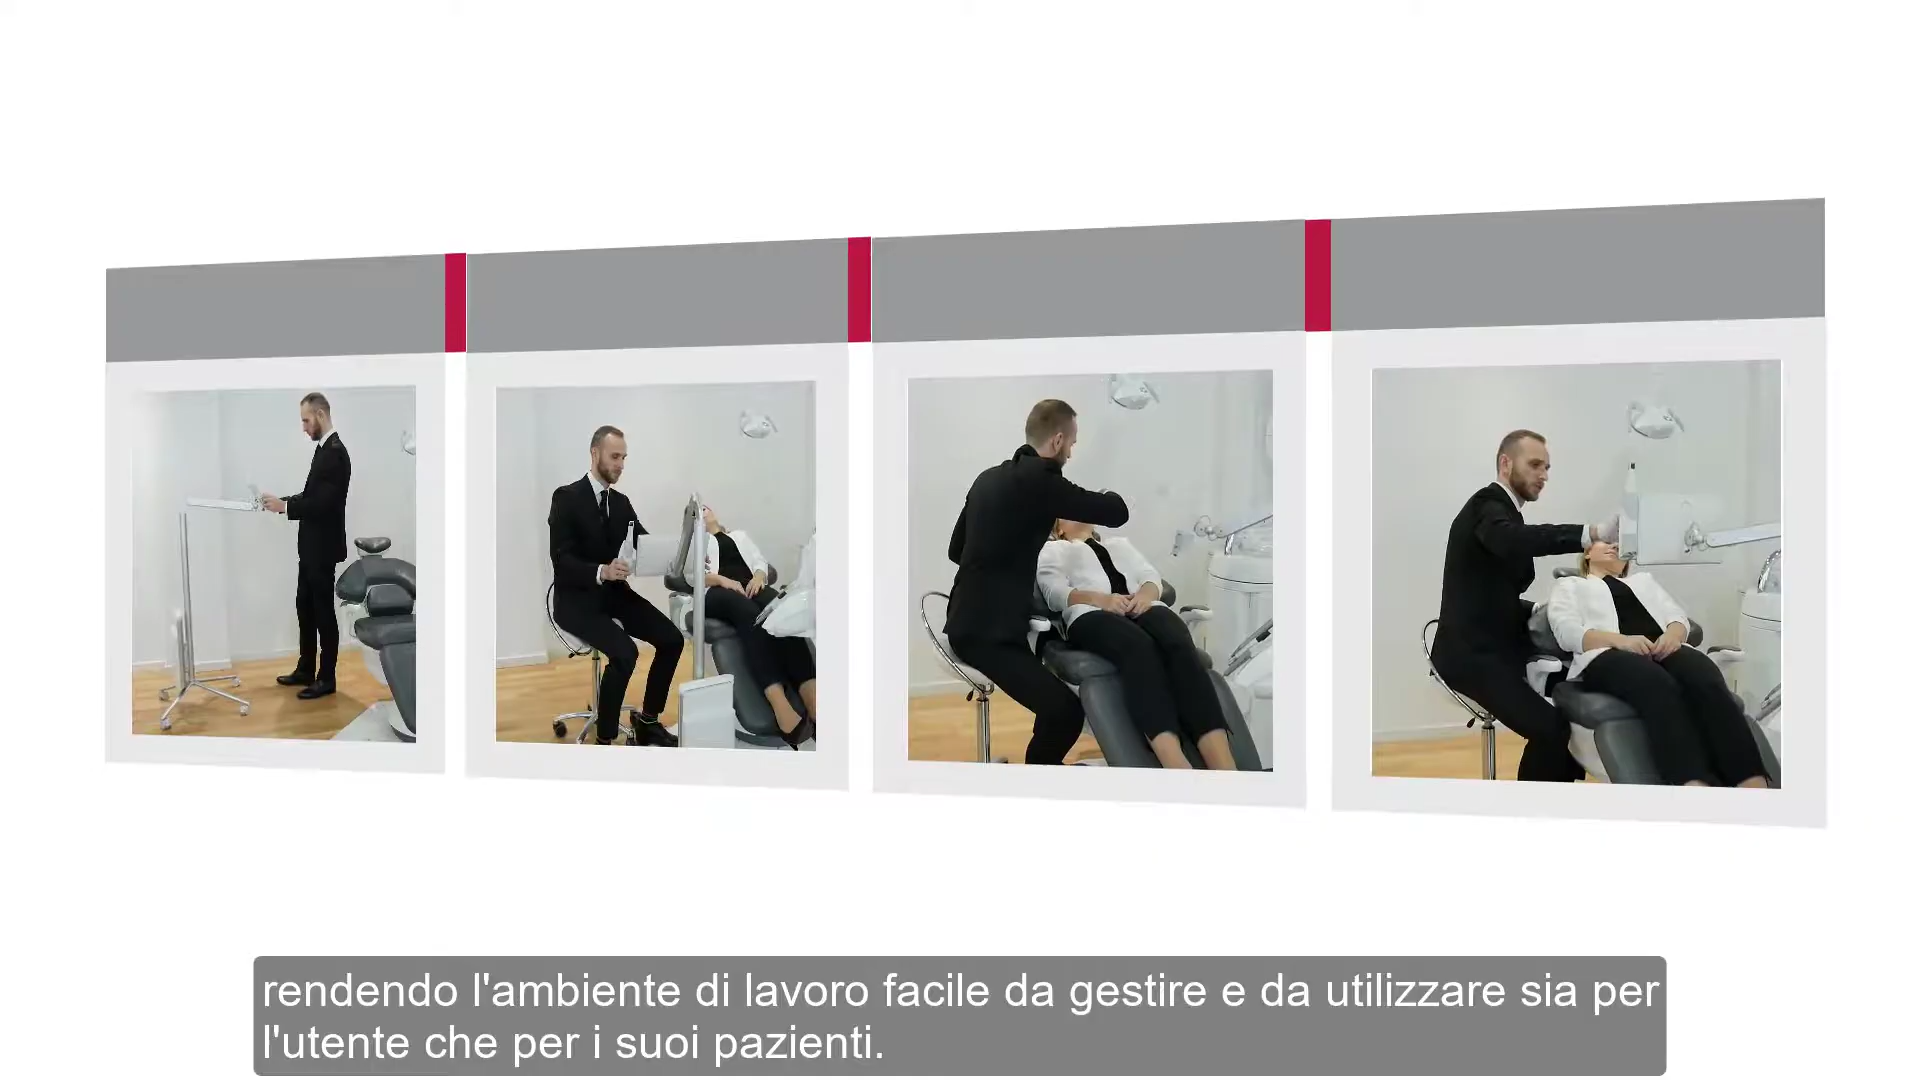 rendendo l'ambiente di lavoro facile da gestire e da utilizzare sia per
l'utente che per i suoi pazienti.